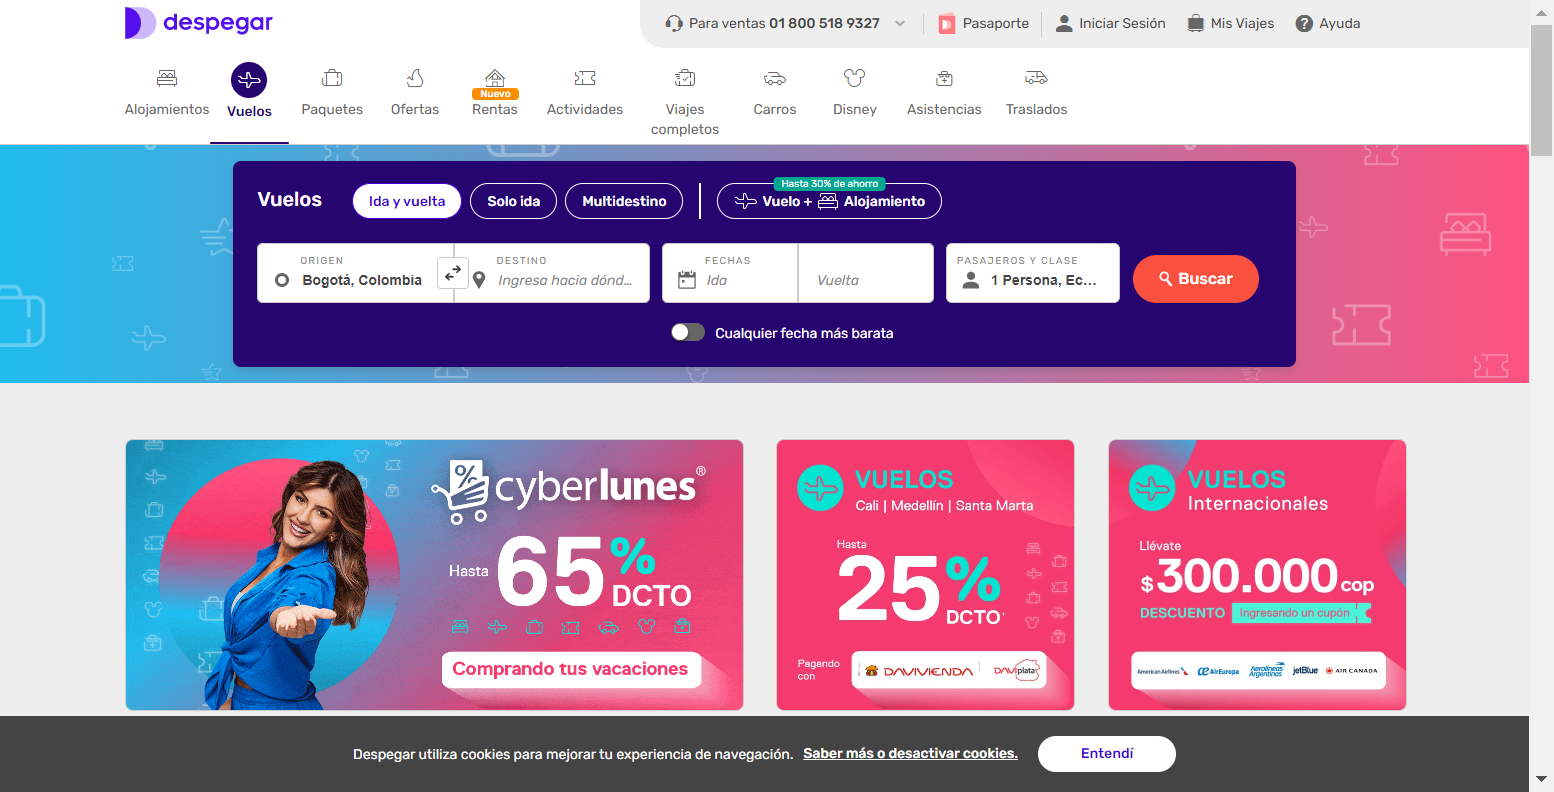 despegar
Para ventas 01 800 518 9327
Pasaporte
Iniciar Sesión
Mis Viajes
Ayuda
Alojamientos
Vuelos
Paquetes
Ofertas
Nuevo
Rentas
Actividades
Viajes
completos
Carros
Disney
Asistencias
Traslados
Vuelos
Ida y vuelta
Solo ida
Multidestino
Hasta 30% de ahorro
Vuelo + Alojamiento
ORIGEN
Bogotá, Colombia
DESTINO
Ingresa hacia dónd...
FECHAS
Ida
Vuelta
PASAJEROS Y CLASE
1 Persona, Ec...
Buscar
Cualquier fecha más barata
% cyberlunes®
Hasta 65% DCTO
Comprando tus vacaciones
VUELOS
Cali | Medellín | Santa Marta
Hasta
25% DCTO*
Pagando
con
DAVIVIENDA
DAVIplata
VUELOS
Internacionales
Llévate
$300.000 cop
DESCUENTO Ingresando un cupón
American Airlines AirEuropa Aerolíneas Argentinas jetBlue AIR CANADA
Despegar utiliza cookies para mejorar tu experiencia de navegación. Saber más o desactivar cookies.
Entendí